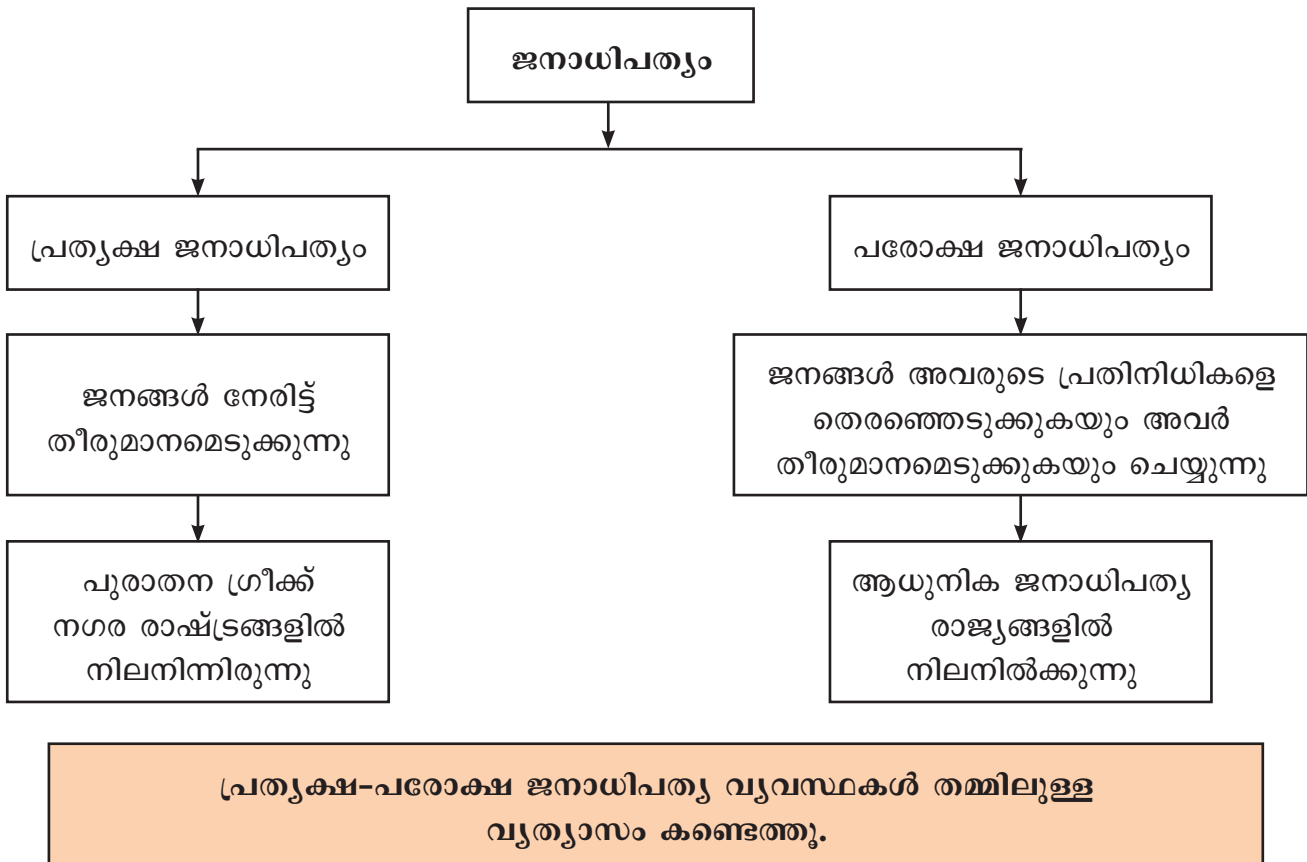 ജനാധിപത്യം
പ്രത്യക്ഷ ജനാധിപത്യം
പരോക്ഷ ജനാധിപത്യം
ജനങ്ങൾ നേരിട്ട്
തീരുമാനമെടുക്കുന്നു
ജനങ്ങൾ അവരുടെ പ്രതിനിധികളെ
തെരഞ്ഞെടുക്കുകയും അവർ
തീരുമാനമെടുക്കുകയും ചെയ്യുന്നു
പുരാതന ഗ്രീക്ക്
നഗര രാഷ്ട്രങ്ങളിൽ
നിലനിന്നിരുന്നു
ആധുനിക ജനാധിപത്യ
രാജ്യങ്ങളിൽ
നിലനിൽക്കുന്നു
പ്രത്യക്ഷ-പരോക്ഷ ജനാധിപത്യ വ്യവസ്ഥകൾ തമ്മിലുള്ള
വ്യത്യാസം കണ്ടെത്തൂ.